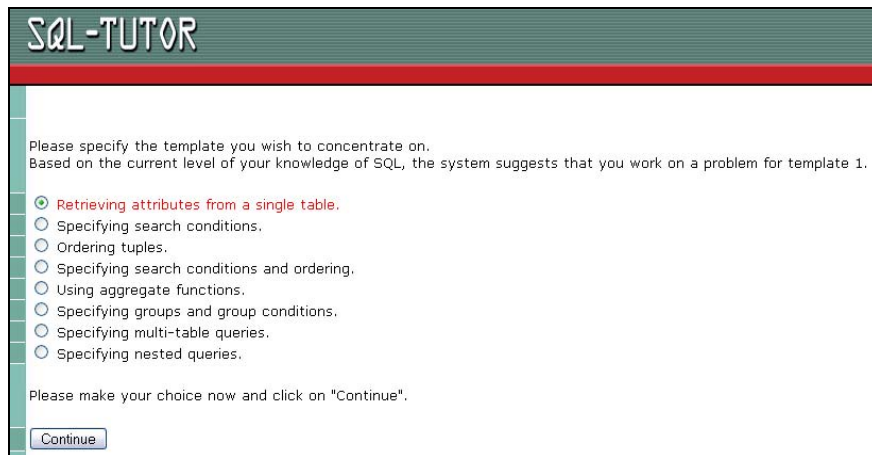 SQL-TUTOR
Please specify the template you wish to concentrate on.
Based on the current level of your knowledge of SQL, the system suggests that you work on a problem for template 1.
Retrieving attributes from a single table.
Specifying search conditions.
Ordering tuples.
Specifying search conditions and ordering.
Using aggregate functions.
Specifying groups and group conditions.
Specifying multi-table queries.
Specifying nested queries.
Please make your choice now and click on "Continue".
Continue